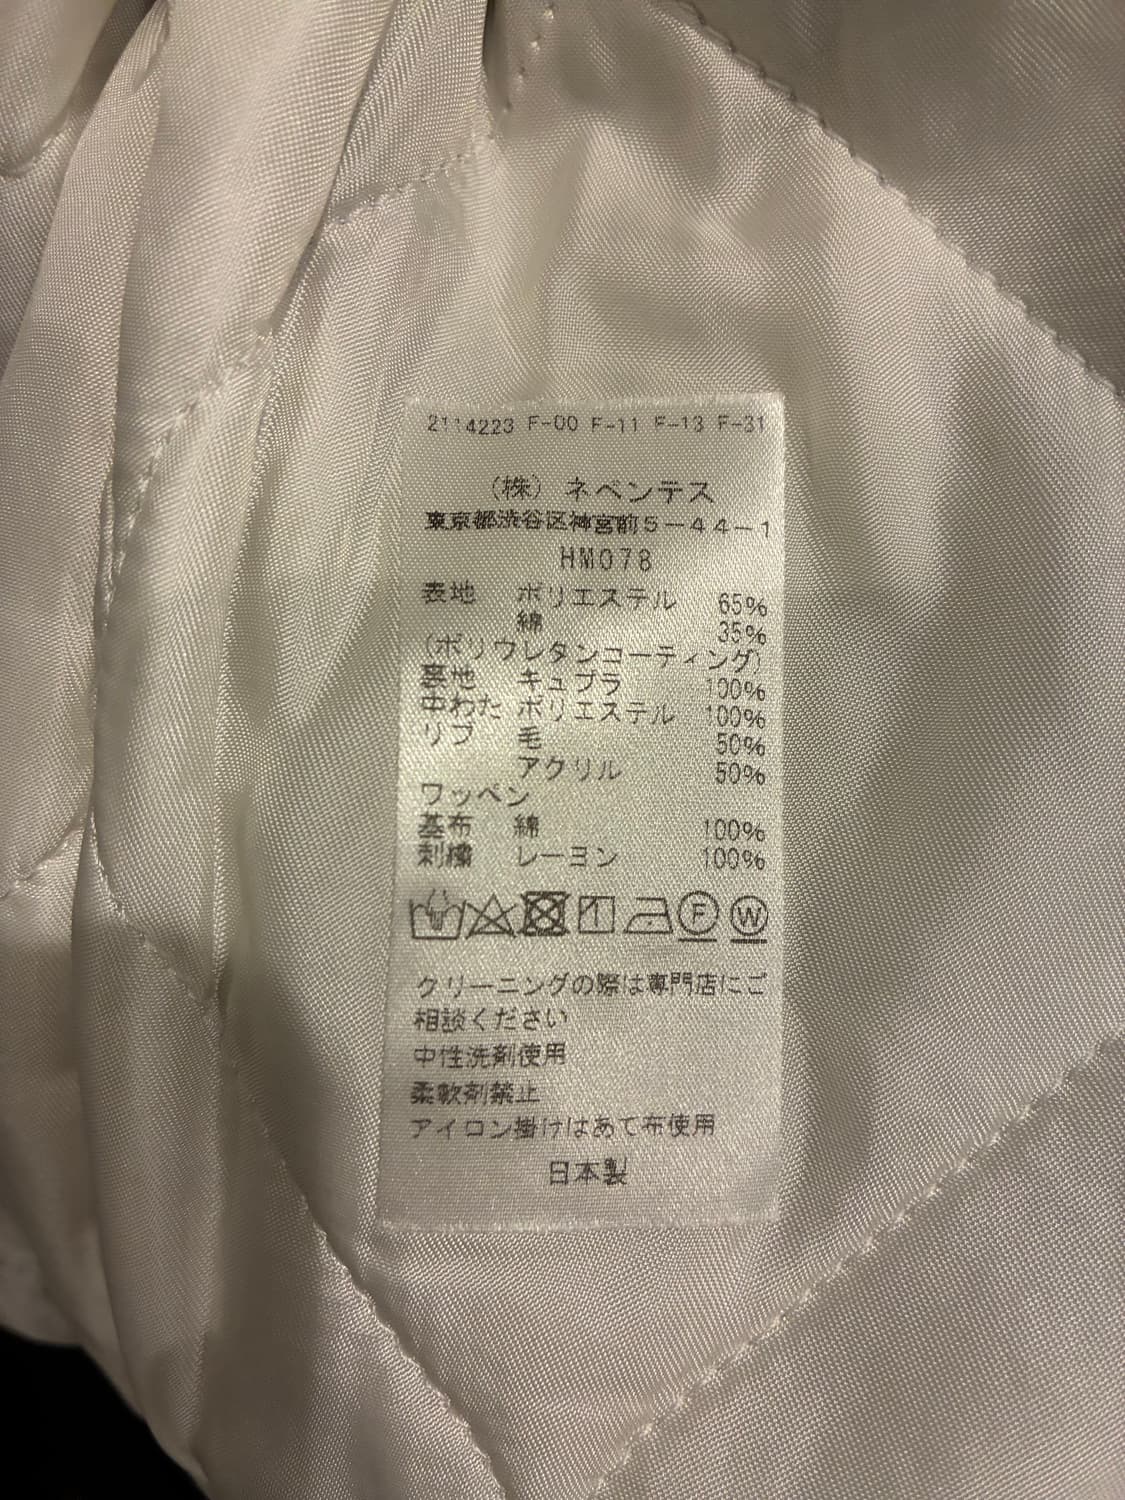 2114223 F-00 F-11 F-13 F-31
(株) ネペンテス
東京都渋谷区神宮前5-44-1
HM078
表地 ポリエステル 65%
綿 35%
(ポリウレタンコーティング)
裏地 キュプラ 100%
中わた ポリエステル 100%
リブ 毛 50%
アクリル 50%
ワッペン
基布 綿 100%
刺繍 レーヨン 100%
F W
クリーニングの際は専門店にご
相談ください
中性洗剤使用
柔軟剤禁止
アイロン掛けはあて布使用
日本製